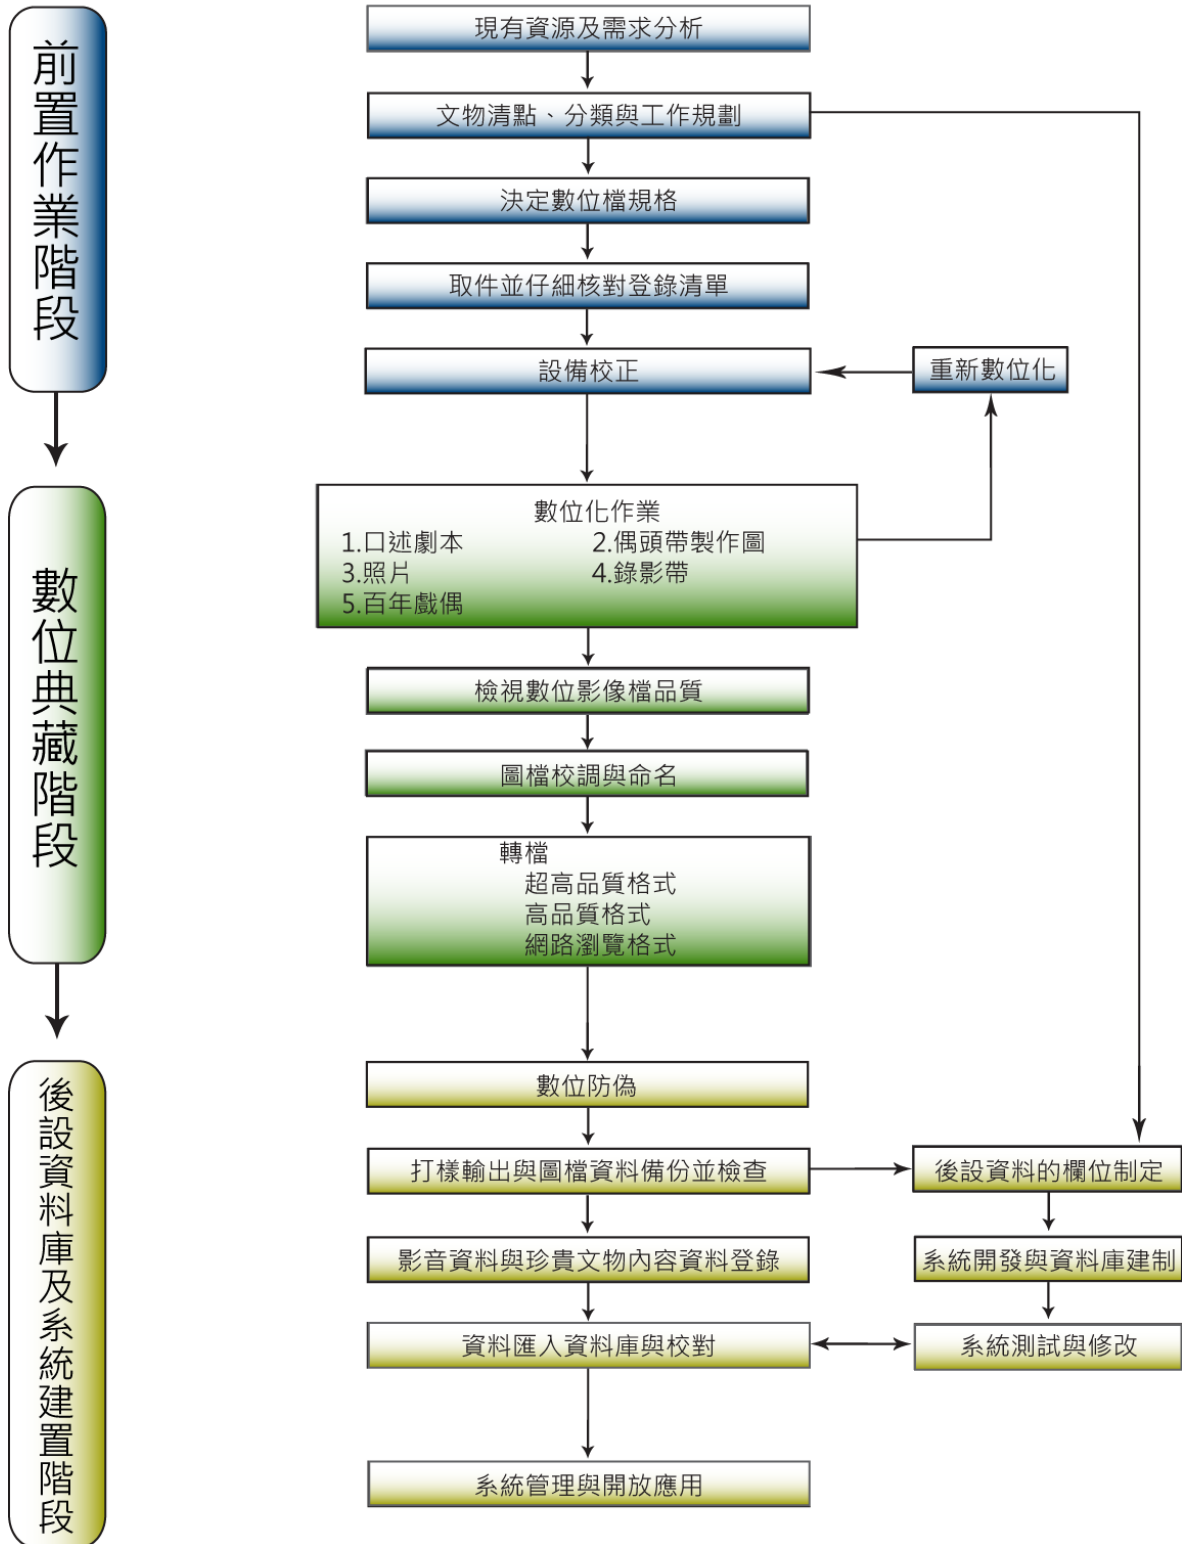 前置作業階段
現有資源及需求分析
文物清點、分類與工作規劃
決定數位檔規格
取件並仔細核對登錄清單
設備校正
重新數位化
數位典藏階段
數位化作業
1.口述劇本 2.偶頭帶製作圖
3.照片 4.錄影帶
5.百年戲偶
檢視數位影像檔品質
圖檔校調與命名
轉檔
超高品質格式
高品質格式
網路瀏覽格式
後設資料庫及系統建置階段
數位防偽
打樣輸出與圖檔資料備份並檢查
後設資料的欄位制定
影音資料與珍貴文物內容資料登錄
系統開發與資料庫建制
資料匯入資料庫與校對
系統測試與修改
系統管理與開放應用